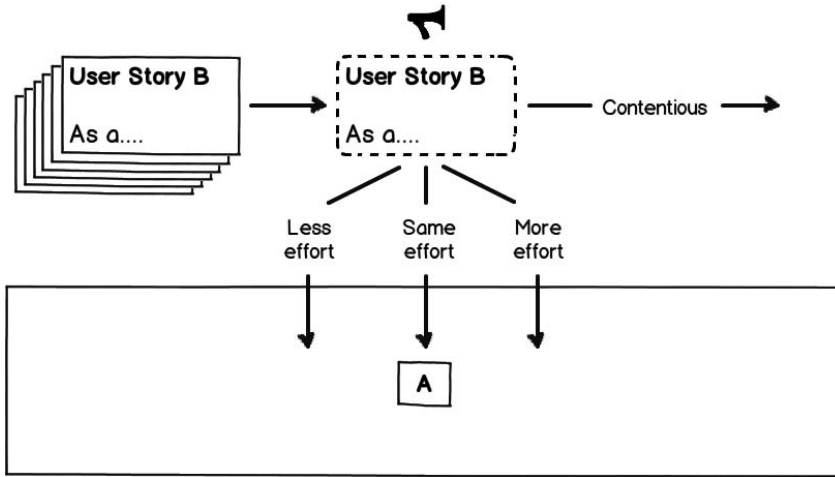 User Story B
As a....
User Story B
As a....
Contentious
Less
effort
Same
effort
More
effort
A